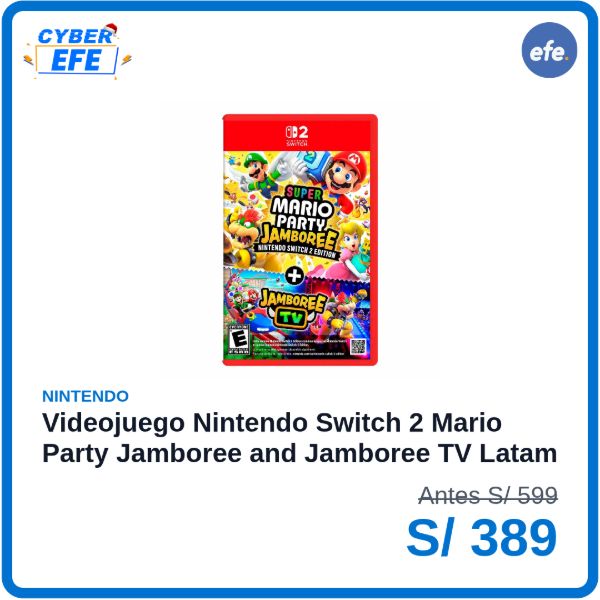 CYBER
EFE
efe.
2
NINTENDO
SWITCH
SUPER
MARIO
PARTY
JAMBOREE
NINTENDO SWITCH 2 EDITION
+
JAMBOREE
TV
EVERYONE
E
NINTENDO
Videojuego Nintendo Switch 2 Mario
Party Jamboree and Jamboree TV Latam
Antes S/ 599
S/ 389